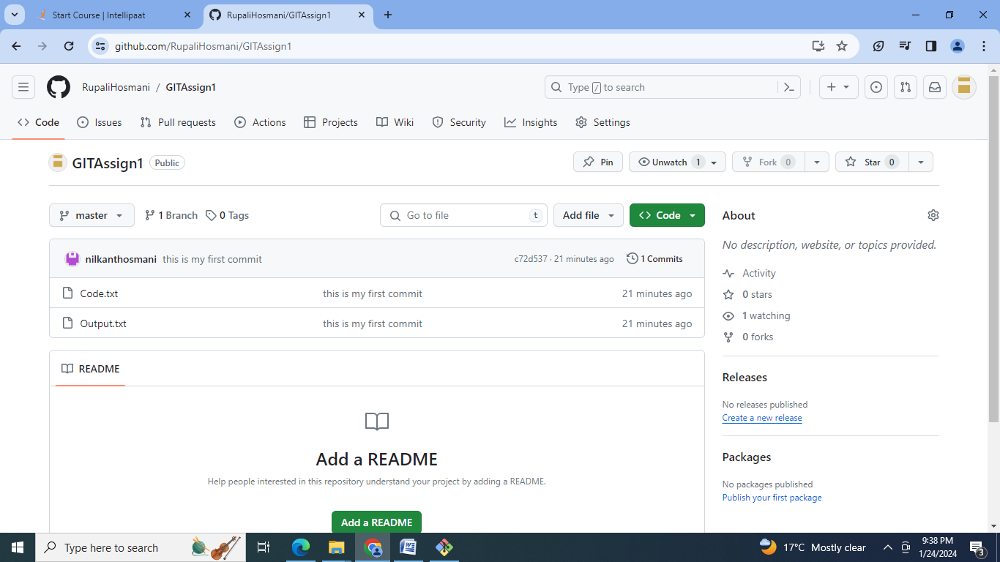 Start Course | Intellipaat
RupaliHosmani/GITAssign1
github.com/RupaliHosmani/GITAssign1
RupaliHosmani / GITAssign1
Type / to search
Code Issues Pull requests Actions Projects Wiki Security Insights Settings
GITAssign1 Public
Pin Unwatch 1 Fork 0 Star 0
master 1 Branch 0 Tags
Go to file t Add file <> Code
nilkanthosmani this is my first commit c72d537 · 21 minutes ago 1 Commits
Code.txt this is my first commit 21 minutes ago
Output.txt this is my first commit 21 minutes ago
README
Add a README
Help people interested in this repository understand your project by adding a README.
Add a README
About
No description, website, or topics provided.
Activity
0 stars
1 watching
0 forks
Releases
No releases published
Create a new release
Packages
No packages published
Publish your first package
Type here to search
17°C Mostly clear
9:38 PM
1/24/2024
3